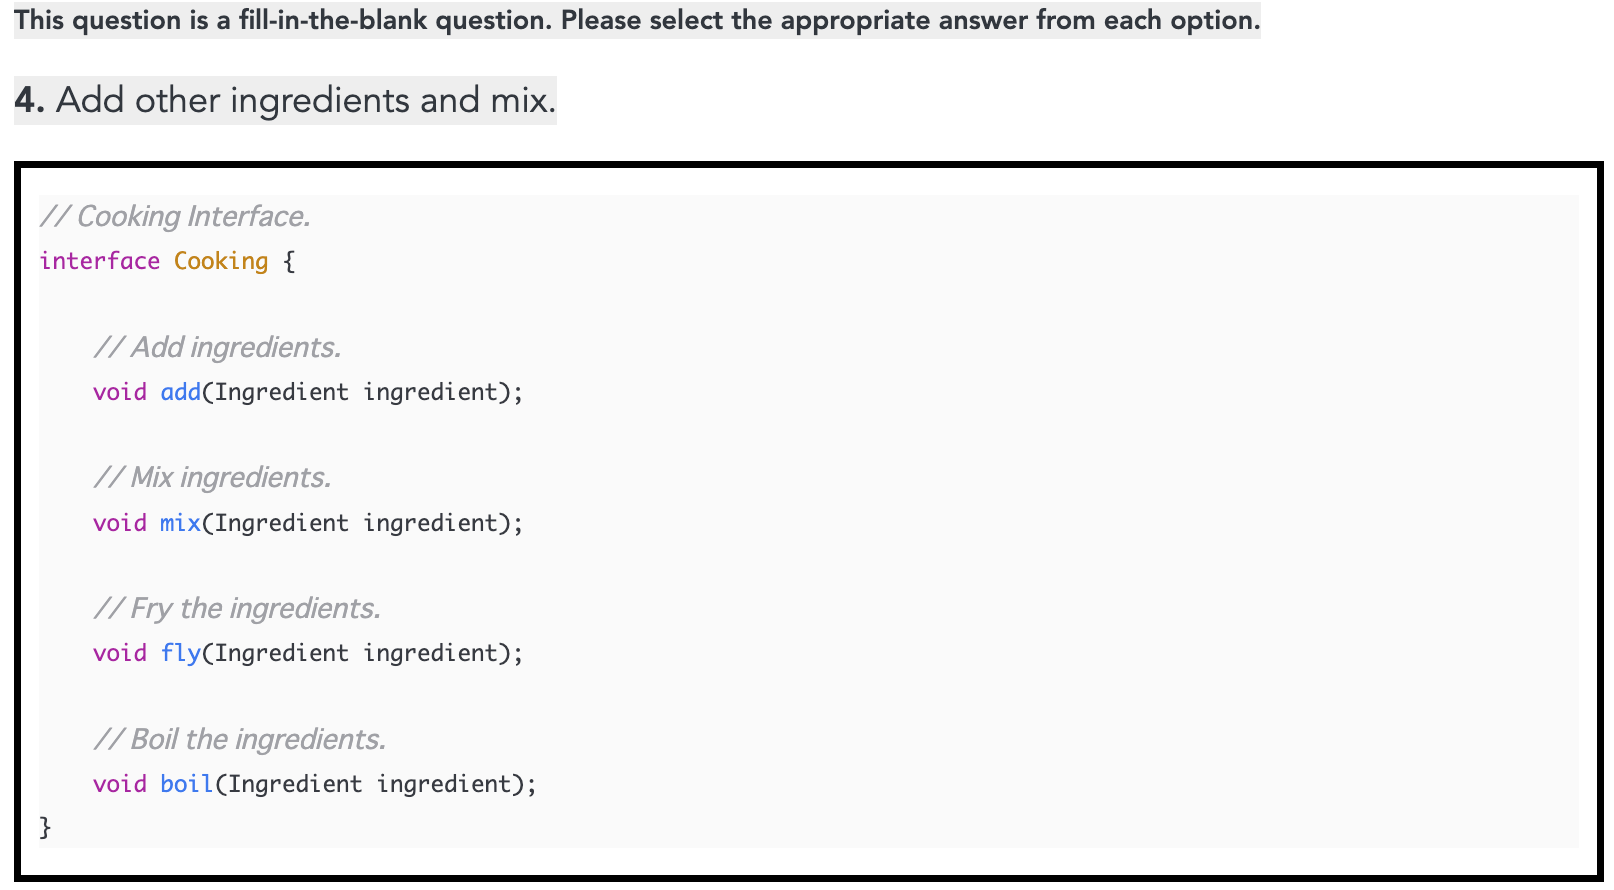 This question is a fill-in-the-blank question. Please select the appropriate answer from each option.
4. Add other ingredients and mix.
// Cooking Interface.
interface Cooking {
// Add ingredients.
void add(Ingredient ingredient);
// Mix ingredients.
void mix(Ingredient ingredient);
// Fry the ingredients.
void fly(Ingredient ingredient);
// Boil the ingredients.
void boil(Ingredient ingredient);
}